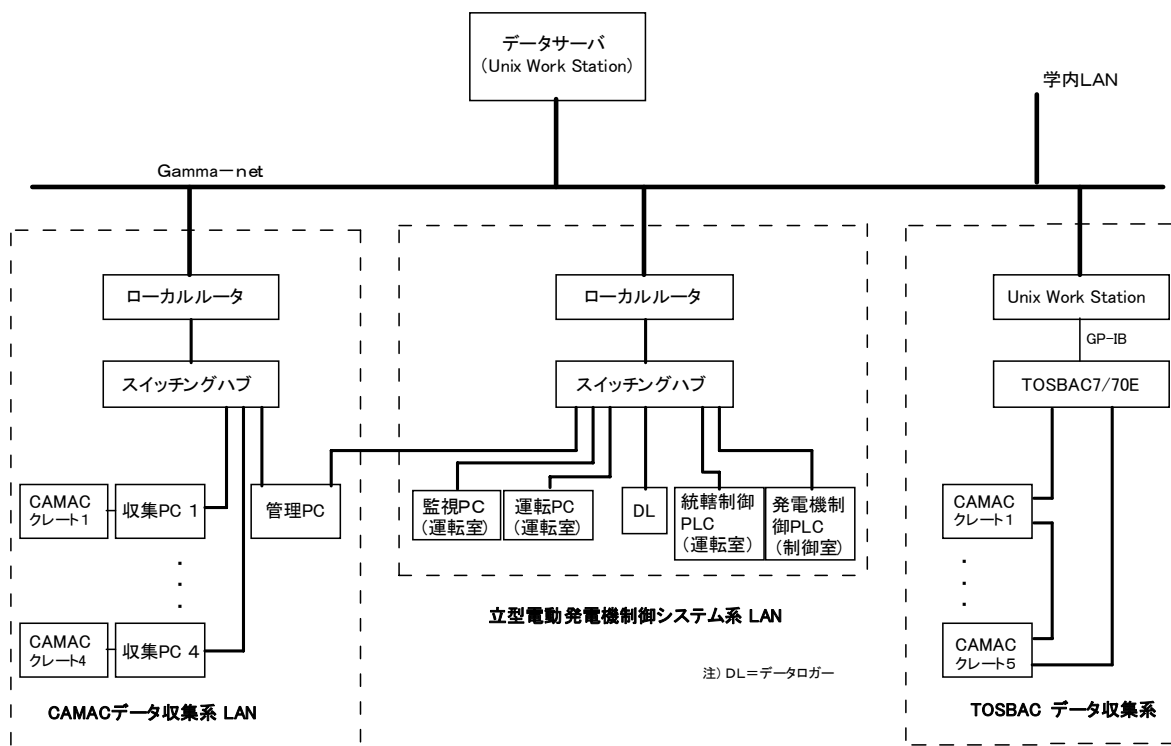 データサーバ
(Unix Work Station)
学内LAN
Gamma－net
ローカルルータ
スイッチングハブ
CAMAC
クレート1
収集PC 1
管理PC
・
・
・
CAMAC
クレート4
収集PC 4
CAMACデータ収集系 LAN
ローカルルータ
スイッチングハブ
監視PC
(運転室)
運転PC
(運転室)
DL
統轄制御
PLC
(運転室)
発電機制
御PLC
(制御室)
立型電動発電機制御システム系 LAN
注) DL＝データロガー
Unix Work Station
GP-IB
TOSBAC7/70E
CAMAC
クレート1
・
・
・
CAMAC
クレート5
TOSBAC データ収集系